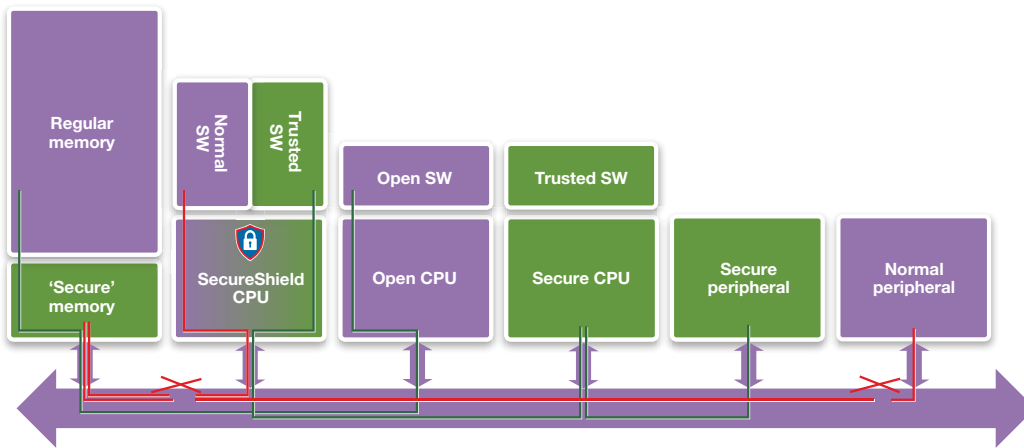 Regular
memory
'Secure'
memory
Normal
SW
Trusted
SW
SecureShield
CPU
Open SW
Open CPU
Trusted SW
Secure CPU
Secure
peripheral
Normal
peripheral